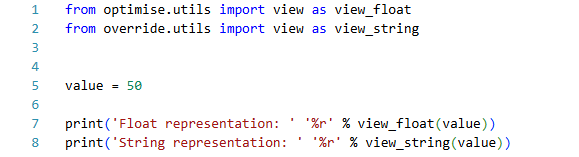 1 from optimise.utils import view as view_float
2 from override.utils import view as view_string
3
4
5 value = 50
6
7 print('Float representation: ' '%r' % view_float(value))
8 print('String representation: ' '%r' % view_string(value))